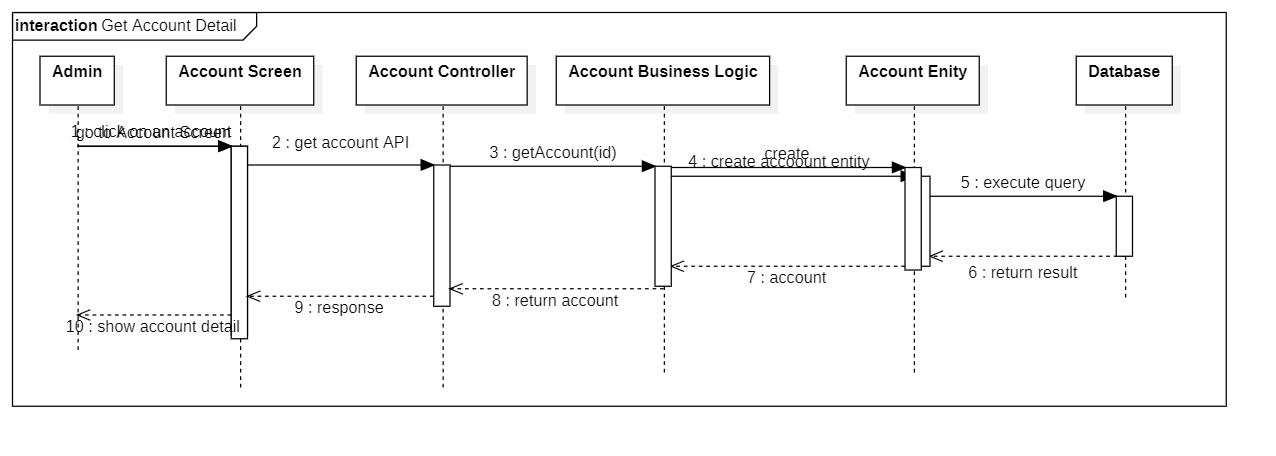 interaction Get Account Detail
Admin
Account Screen
Account Controller
Account Business Logic
Account Enity
Database
1 : click on an account
go to Account Screen
2 : get account API
3 : getAccount(id)
create
4 : create accoount entity
5 : execute query
6 : return result
7 : account
8 : return account
9 : response
10 : show account detail